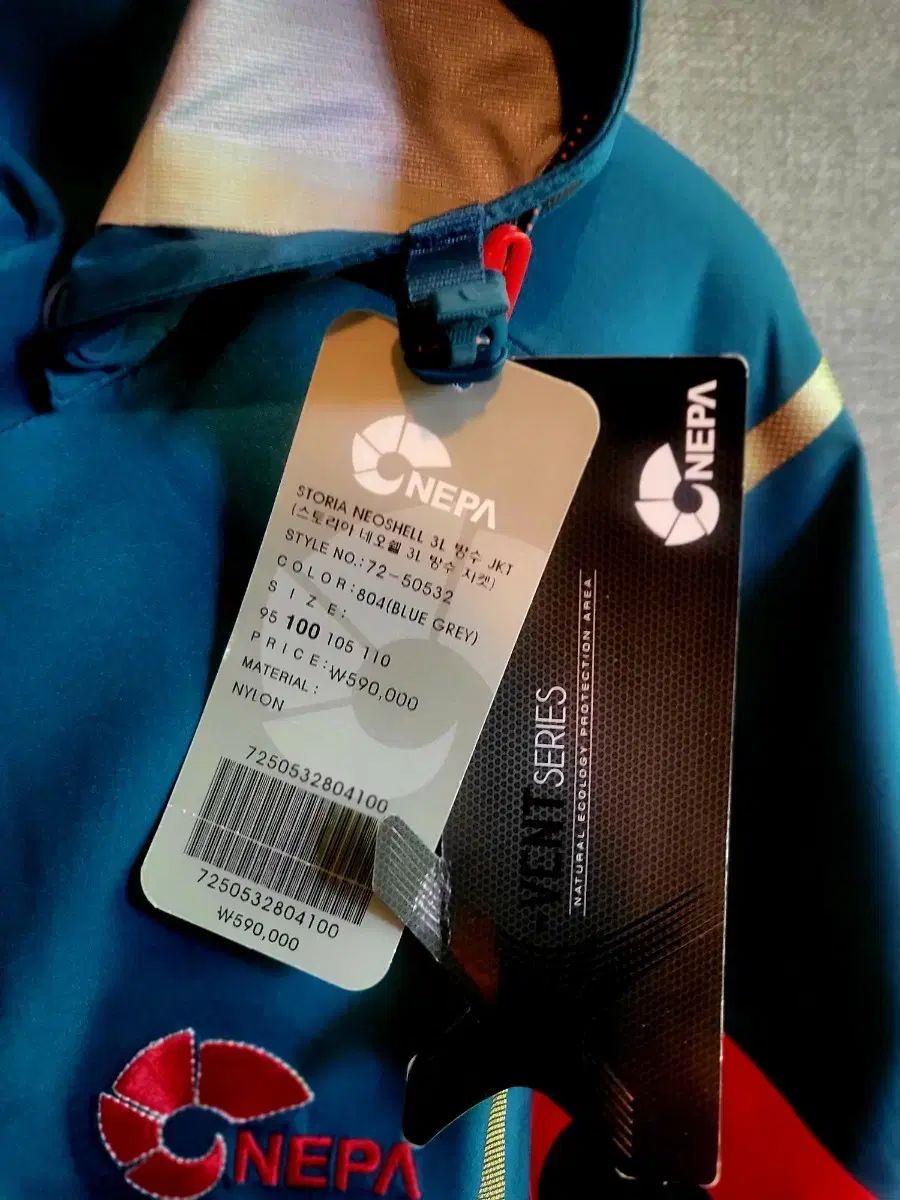 NEPA
STORIA NEOSHELL 3L 방수 JKT
(스토리아 네오쉘 3L 방수 자켓)
STYLE NO.:72-50532
COLOR:804(BLUE GREY)
SIZE:
95 100 105 110
PRICE:₩590,000
MATERIAL:
NYLON
7250532804100
7250532804100
₩590,000
NEPA
VENT SERIES
NATURAL ECOLOGY PROTECTION AREA
NEPA